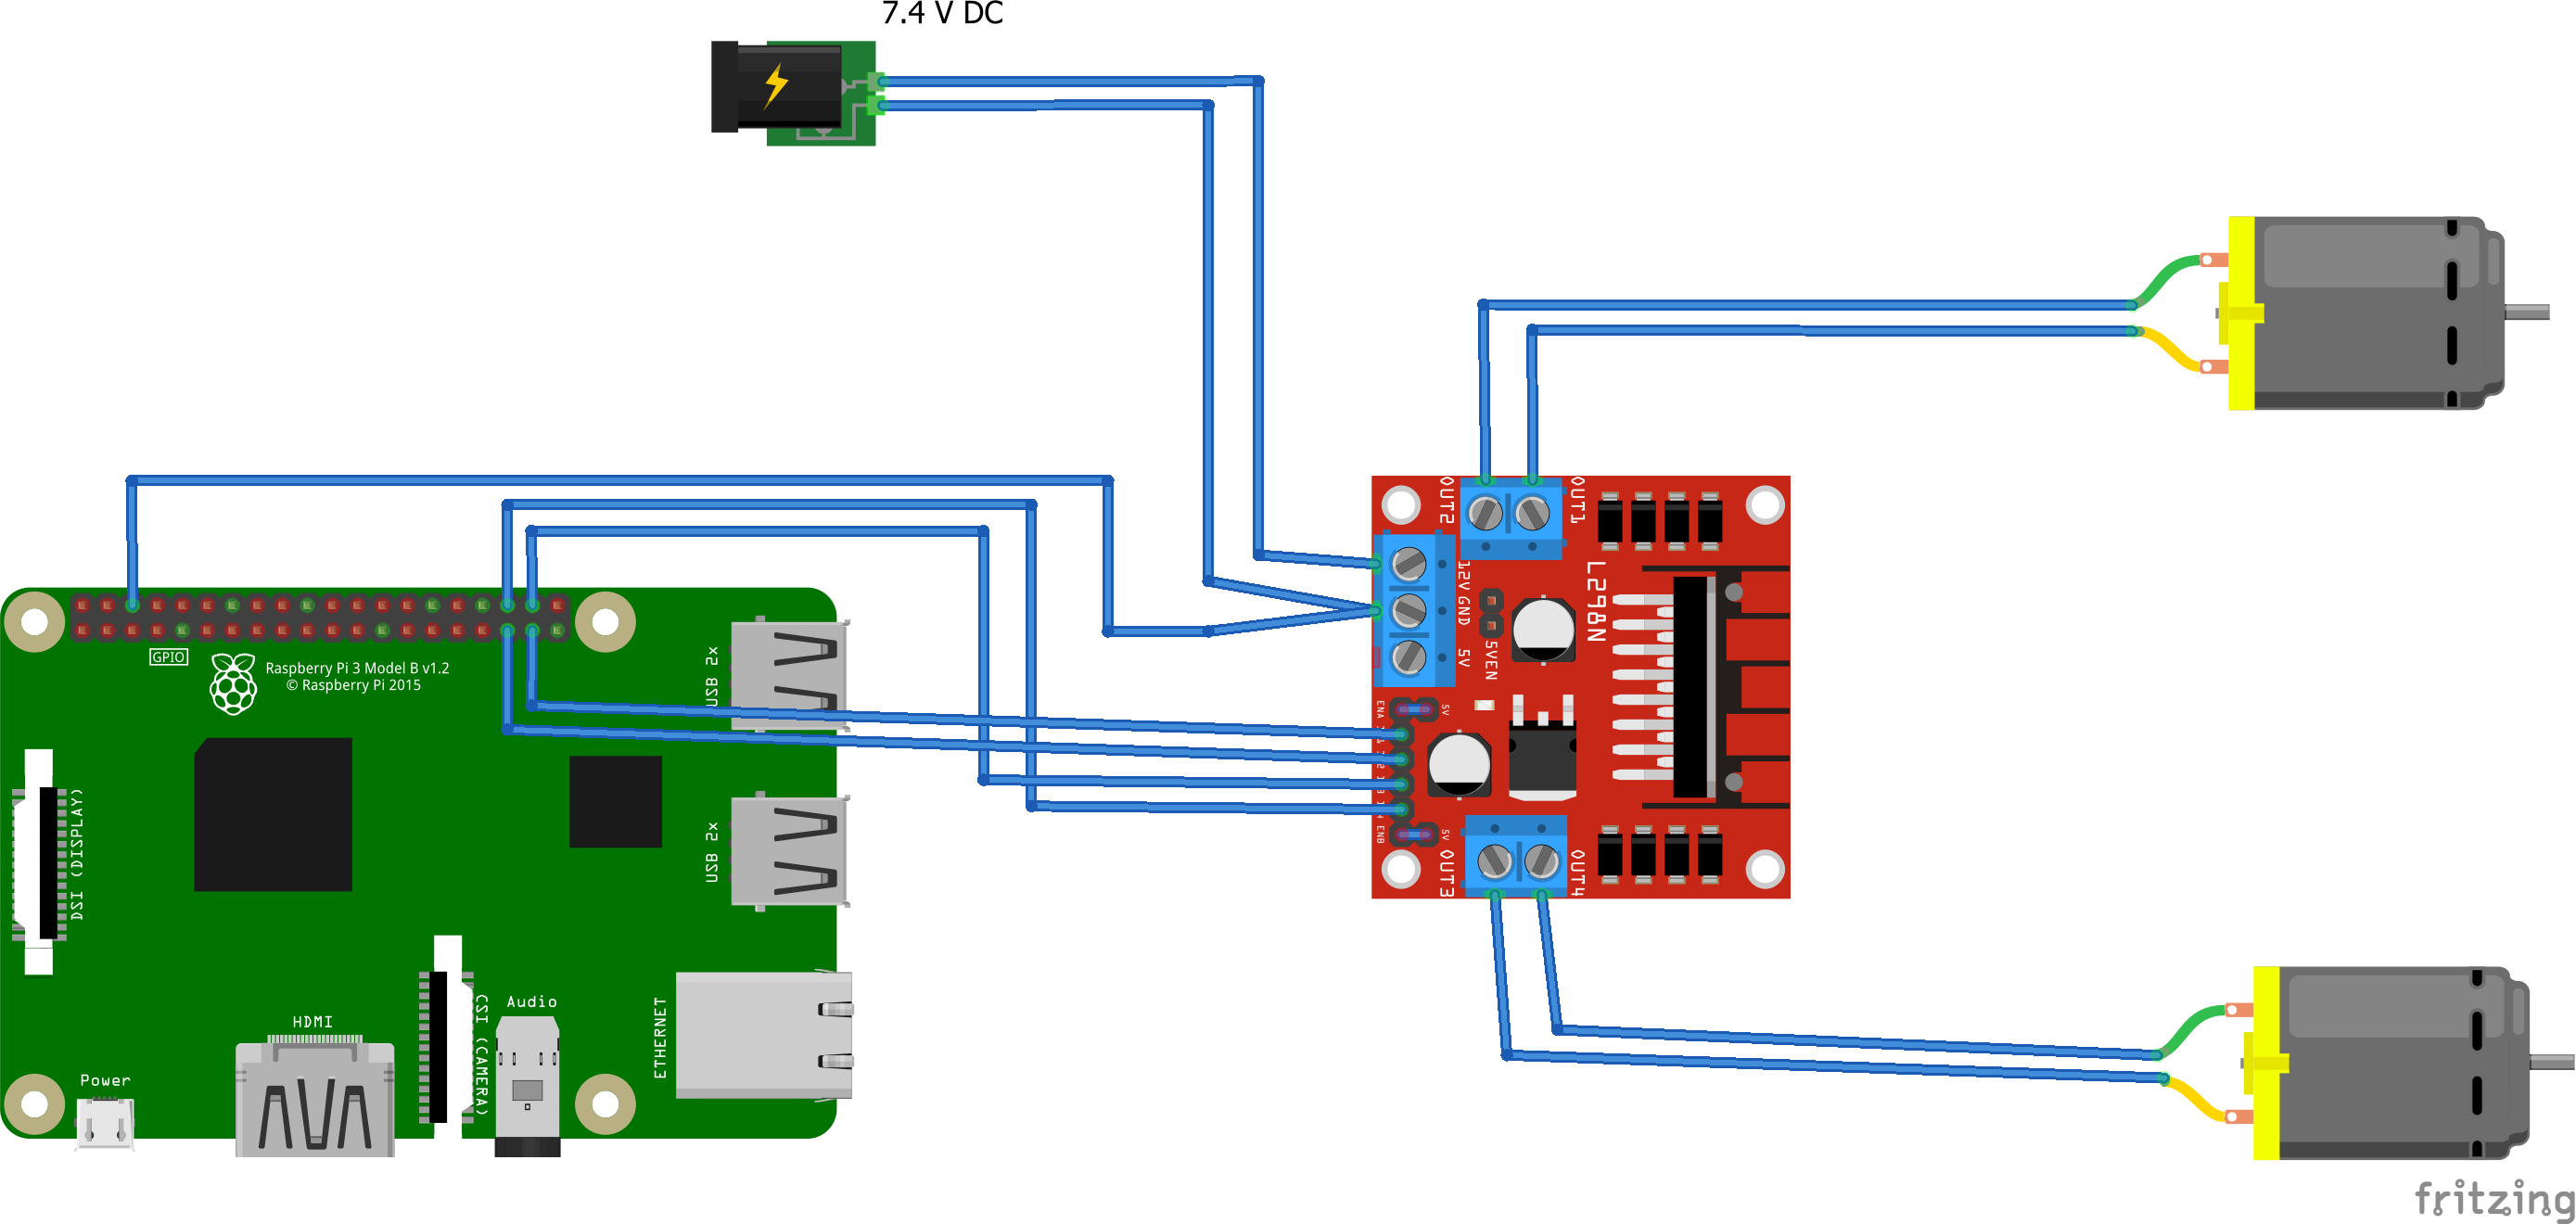 7.4 V DC
OUT2
OUT1
12V
GND
5V
5VEN
L298N
GPIO
Raspberry Pi 3 Model B v1.2
© Raspberry Pi 2015
USB 2x
USB 2x
ENA
5V
ENB
5V
OUT3
OUT4
DSI (DISPLAY)
HDMI
CSI (CAMERA)
Audio
ETHERNET
Power
fritzing